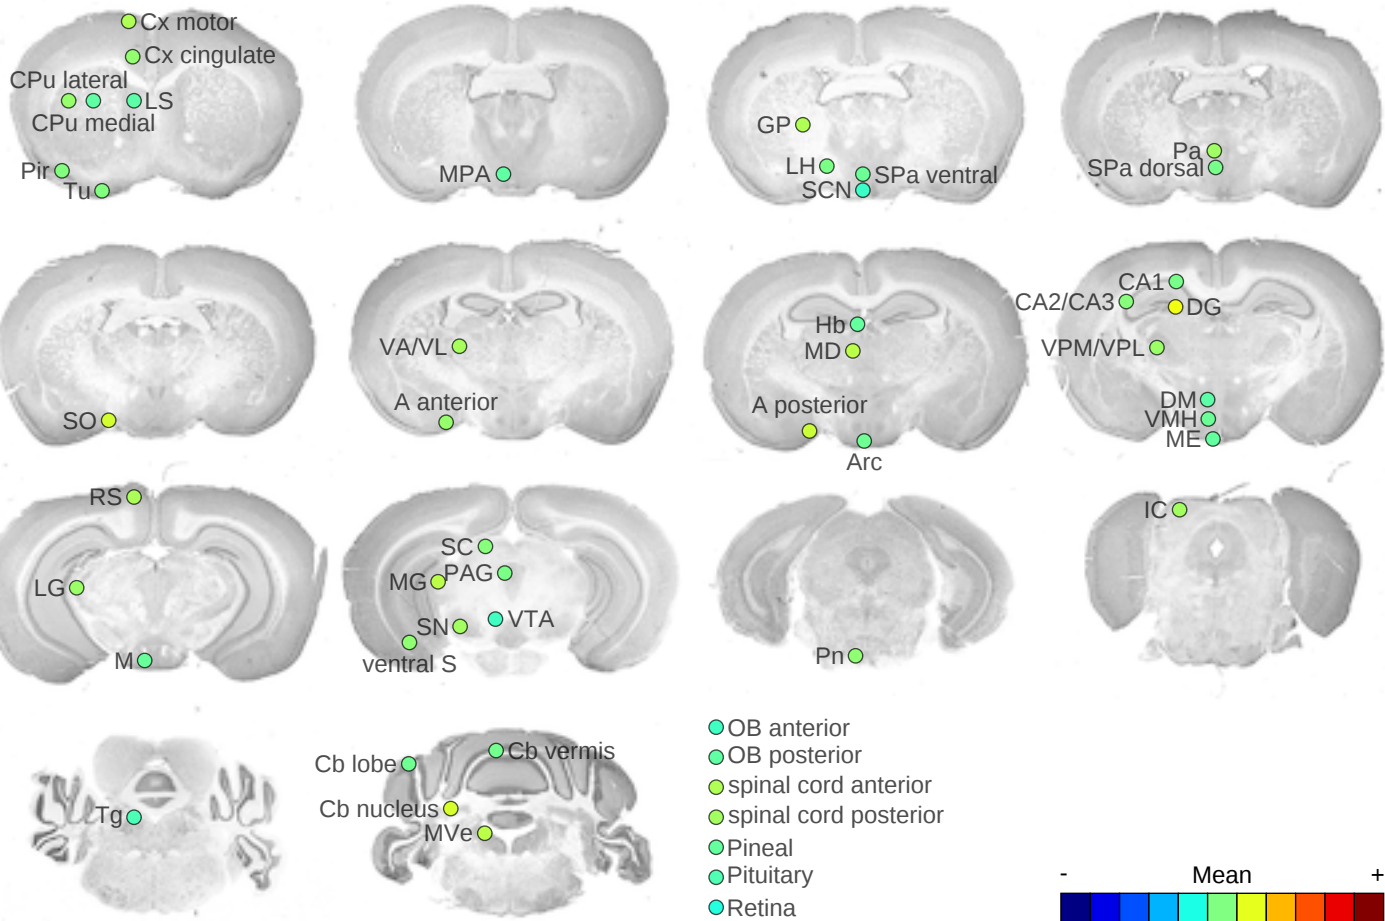 Cx motor
Cx cingulate
CPu lateral
LS
CPu medial
Pir
Tu
MPA
GP
LH
SPa ventral
SCN
Pa
SPa dorsal
SO
VA/VL
A anterior
Hb
MD
A posterior
Arc
CA1
CA2/CA3
DG
VPM/VPL
DM
VMH
ME
RS
LG
M
SC
MG
PAG
SN
VTA
ventral S
Pn
IC
Tg
Cb lobe
Cb vermis
Cb nucleus
MVe
OB anterior
OB posterior
spinal cord anterior
spinal cord posterior
Pineal
Pituitary
Retina
- Mean +